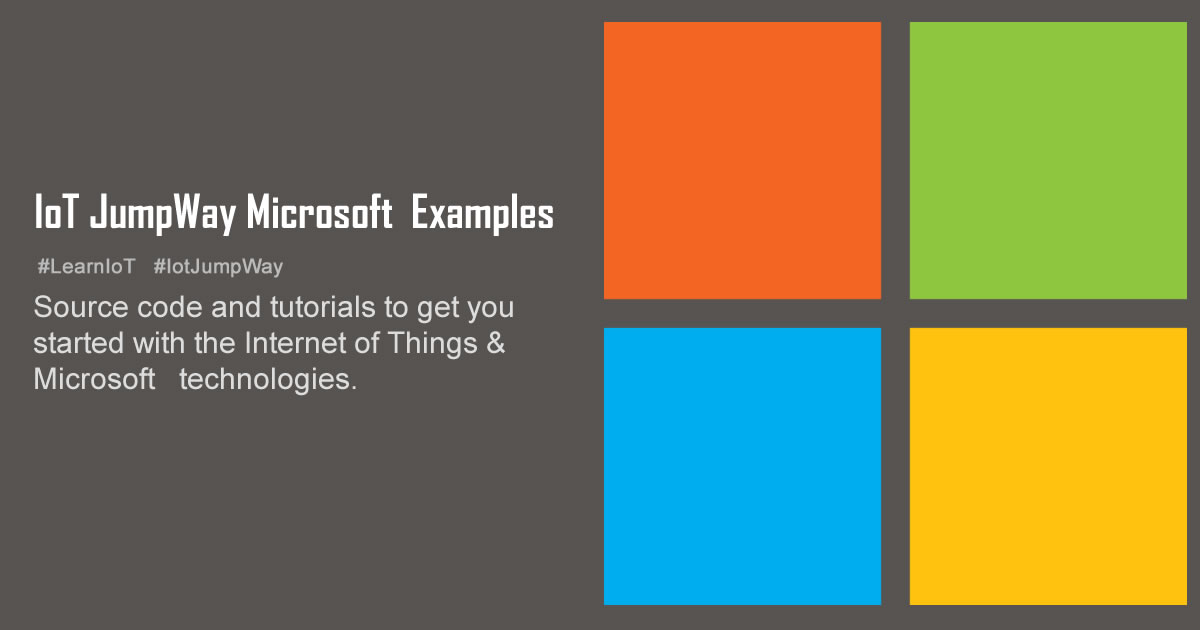 IoT JumpWay Microsoft Examples
#LearnIoT #IotJumpWay
Source code and tutorials to get you
started with the Internet of Things &
Microsoft technologies.